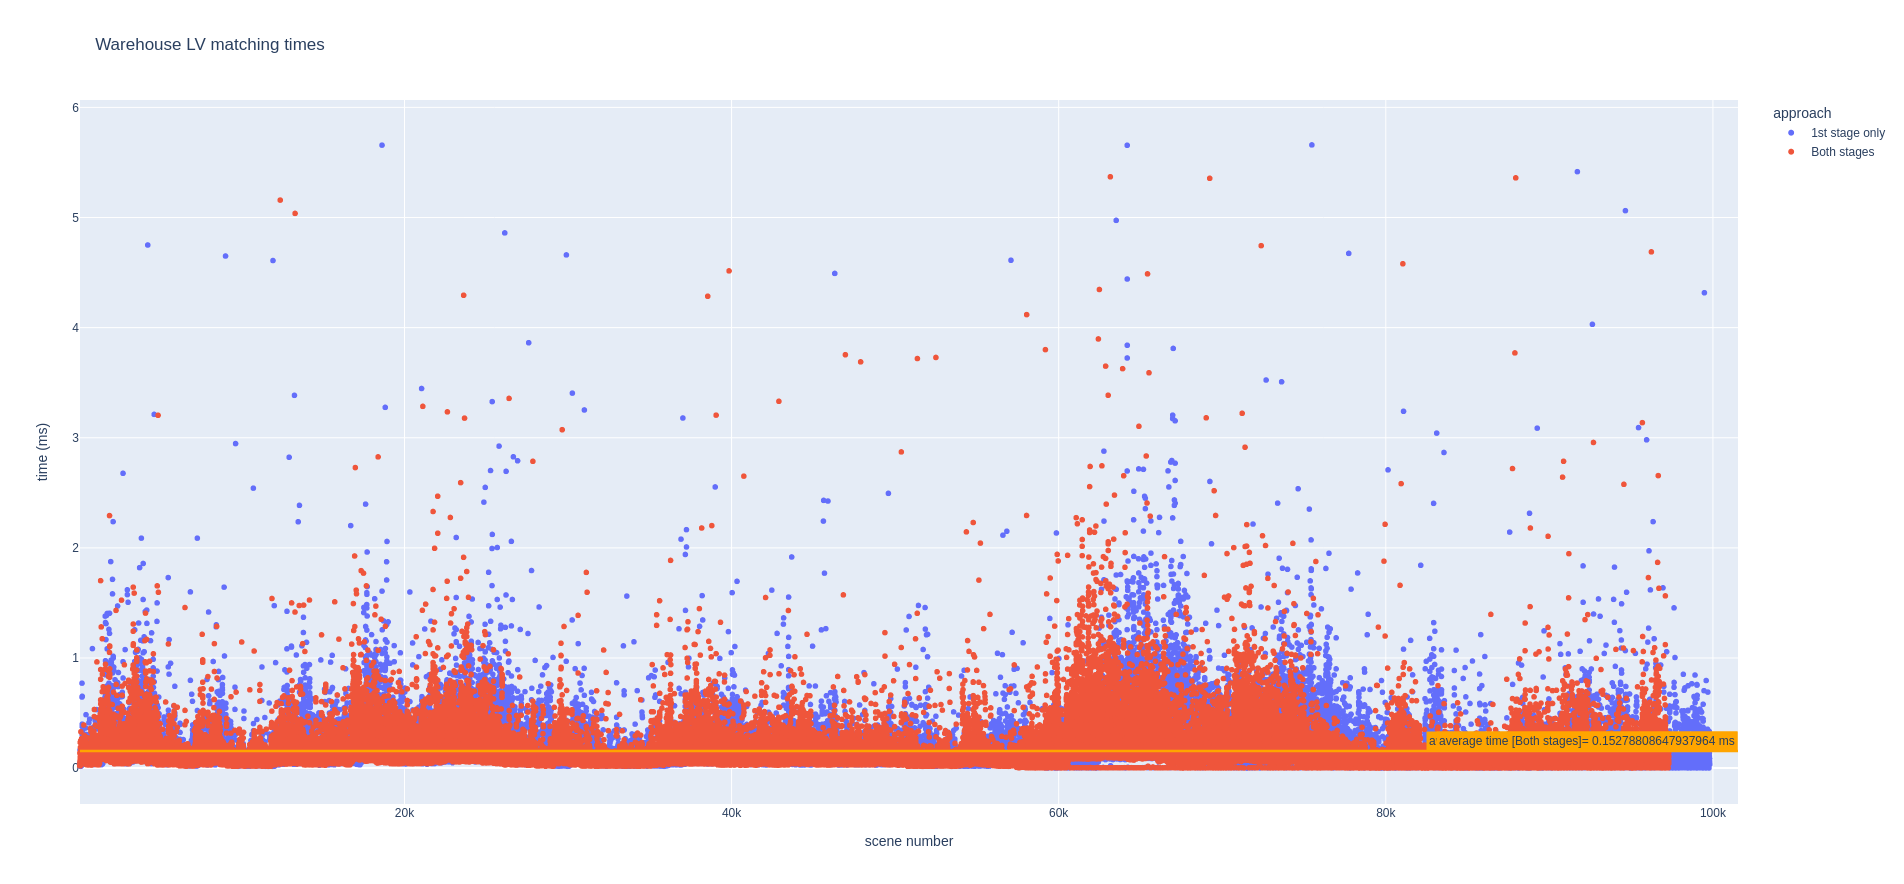 Warehouse LV matching times
approach
1st stage only
Both stages
6
5
4
3
2
1
0
time (ms)
a average time [Both stages]= 0.15278808647937964 ms
20k
40k
60k
80k
100k
scene number